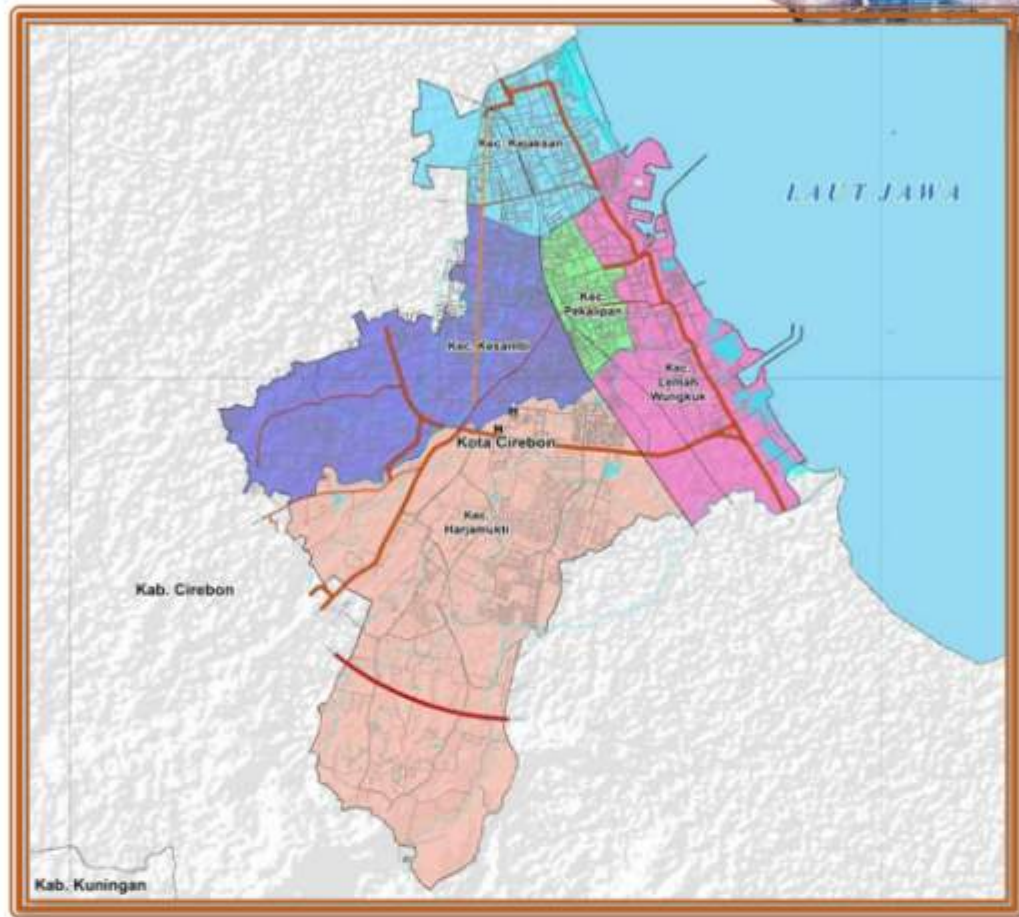 Kec. Kejaksan
LAUT JAWA
Kec.
Pekalipan
Kec. Kesambi
Kec.
Lemah
Wungkuk
Kota Cirebon
Kec.
Harjamukti
Kab. Cirebon
Kab. Kuningan